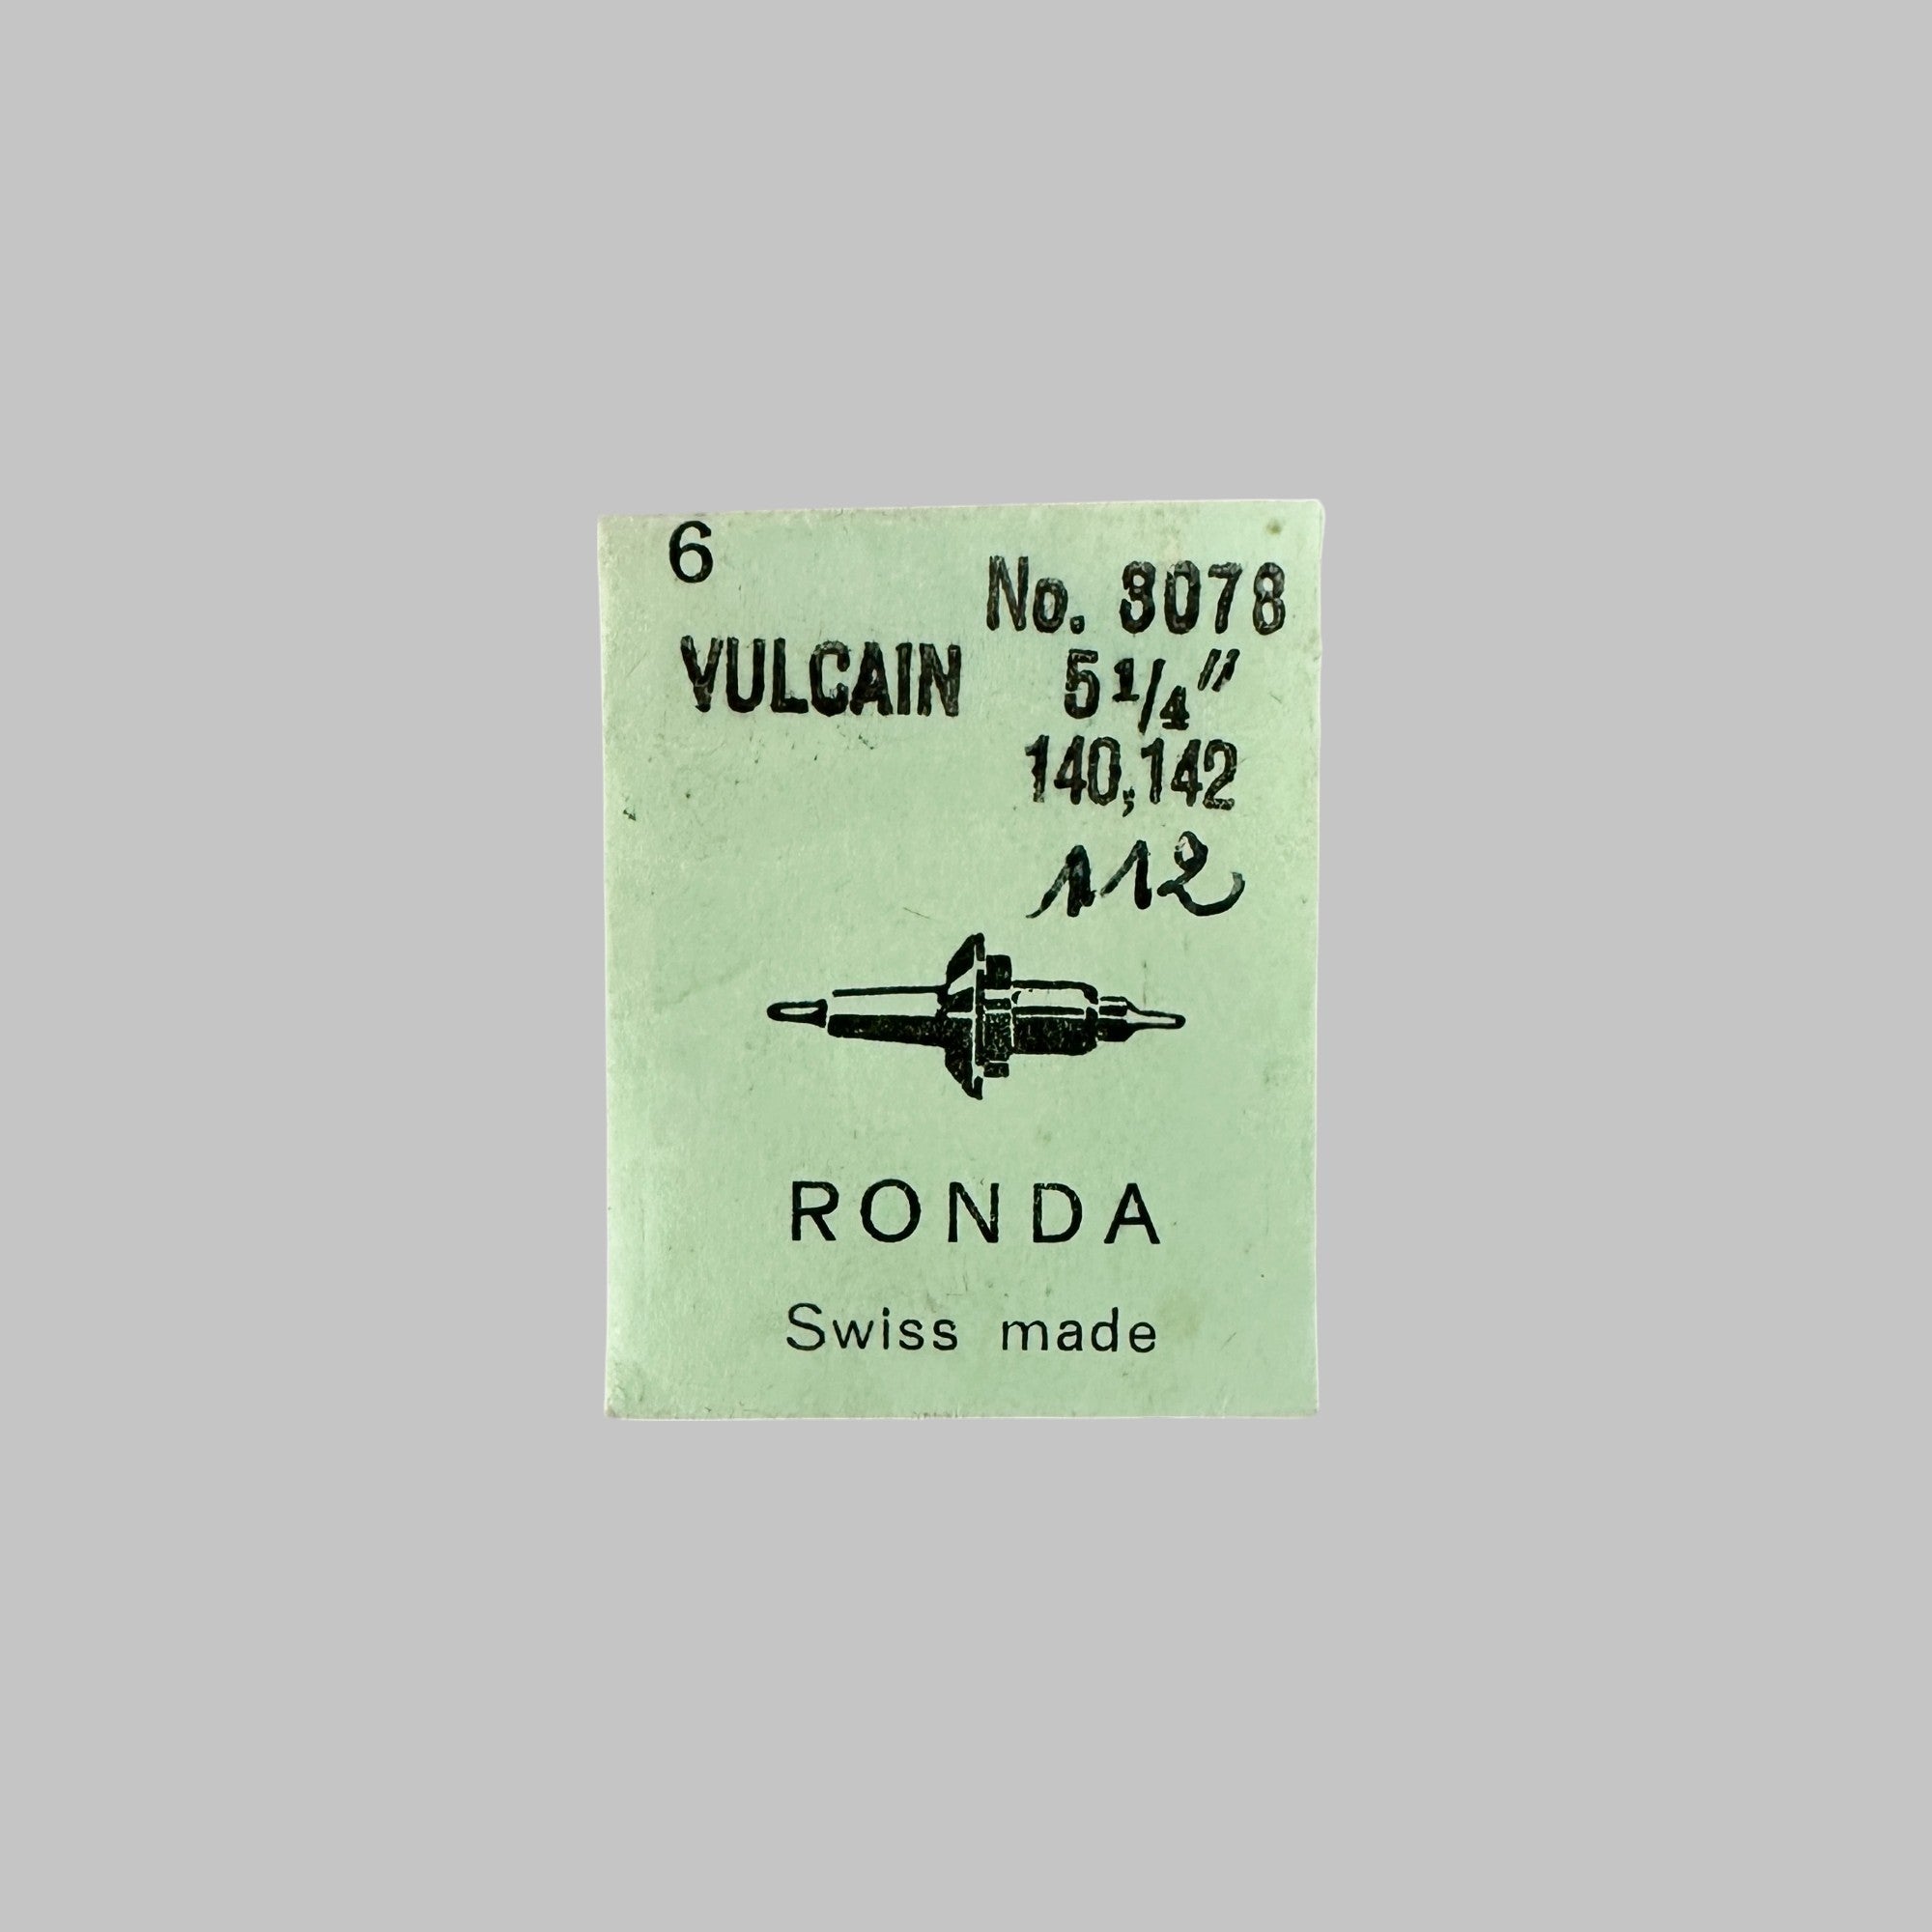 6
No. 3078
VULCAIN 5 1/4"
140,142
112
RONDA
Swiss made